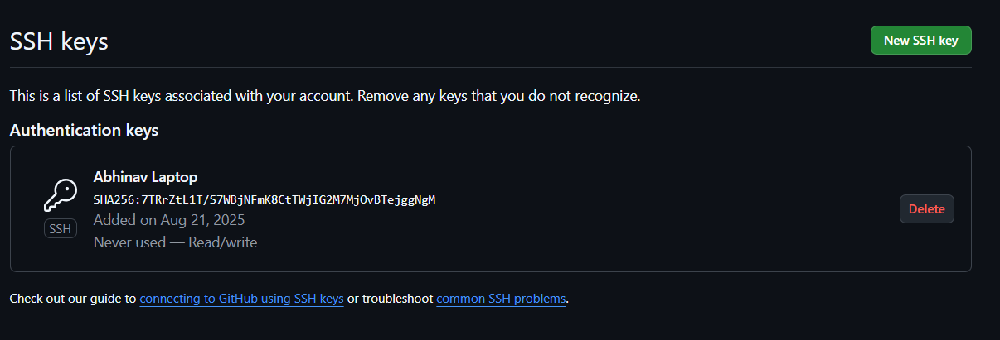 SSH keys
New SSH key
This is a list of SSH keys associated with your account. Remove any keys that you do not recognize.
Authentication keys
Abhinav Laptop
SHA256:7TRrZtL1T/S7WBjNFmK8CtTWjIG2M7MjOvBTejggNgM
Added on Aug 21, 2025
Never used — Read/write
SSH
Delete
Check out our guide to connecting to GitHub using SSH keys or troubleshoot common SSH problems.